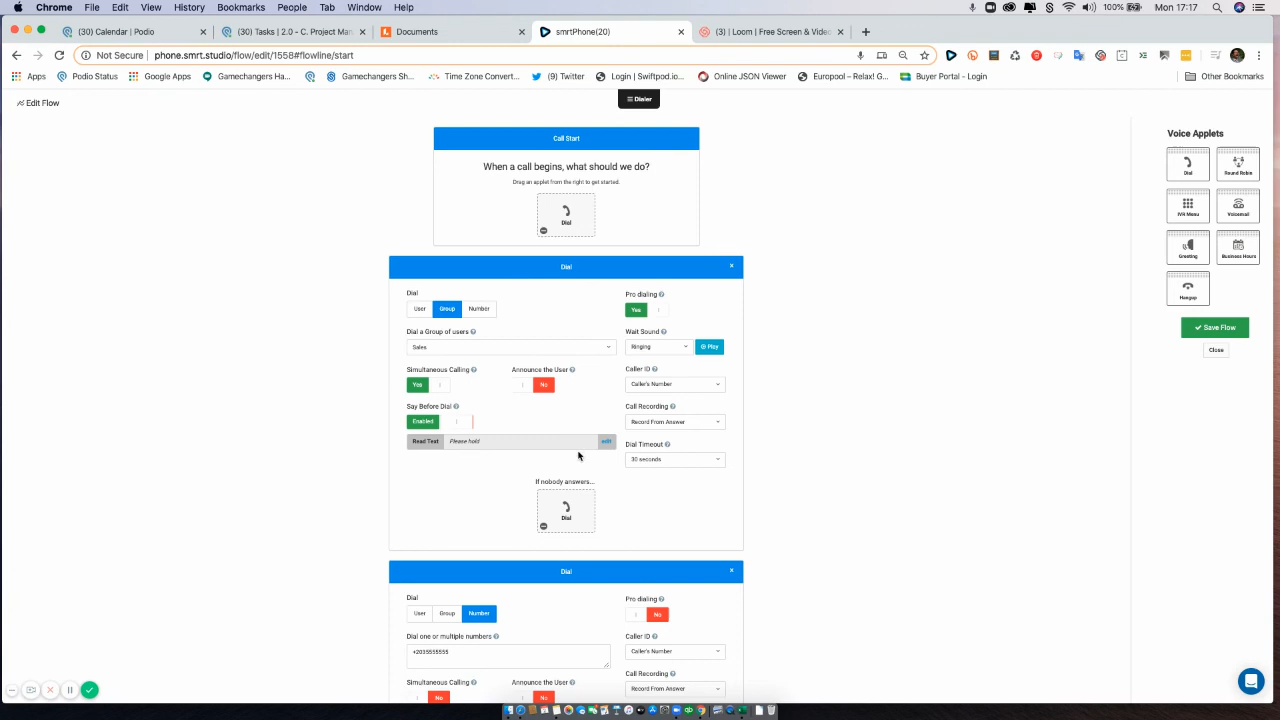 Chrome File Edit View History Bookmarks People Tab Window Help 100% Mon 17:17
(30) Calendar / Podio (30) Tasks | 2.0 - C. Project Man Documents smrtPhone(20) (3) Loom | Free Screen & Video
Not Secure phone.smrt.studio/flow/edit/1558#flowline/start
Apps Podio Status Google Apps Gamechangers Ha... Gamechangers Sh... Time Zone Convert... (9) Twitter Login | Swiftpod.io... Online JSON Viewer Europool – Relax! G... Buyer Portal – Login Other Bookmarks
Edit Flow
Dialer
Voice Applets
Dial
Round Robin
IVR Menu
Voicemail
Greeting
Business Hours
Hangup
Save Flow
Close
Call Start
When a call begins, what should we do?
Drag an applet from the right to get started.
Dial
Dial
Dial
Pro dialing
User Group Number
Yes
Dial a Group of users
Wait Sound
Sales
Ringing
Play
Simultaneous Calling
Announce the User
Caller ID
Yes
No
Caller's Number
Say Before Dial
Call Recording
Enabled
Record From Answer
Read Text Please hold edit
Dial Timeout
30 seconds
If nobody answers...
Dial
Dial
Dial
Pro dialing
User Group Number
No
Dial one or multiple numbers
Caller ID
+2035555555
Caller's Number
Call Recording
Simultaneous Calling
Announce the User
Record From Answer
No
No